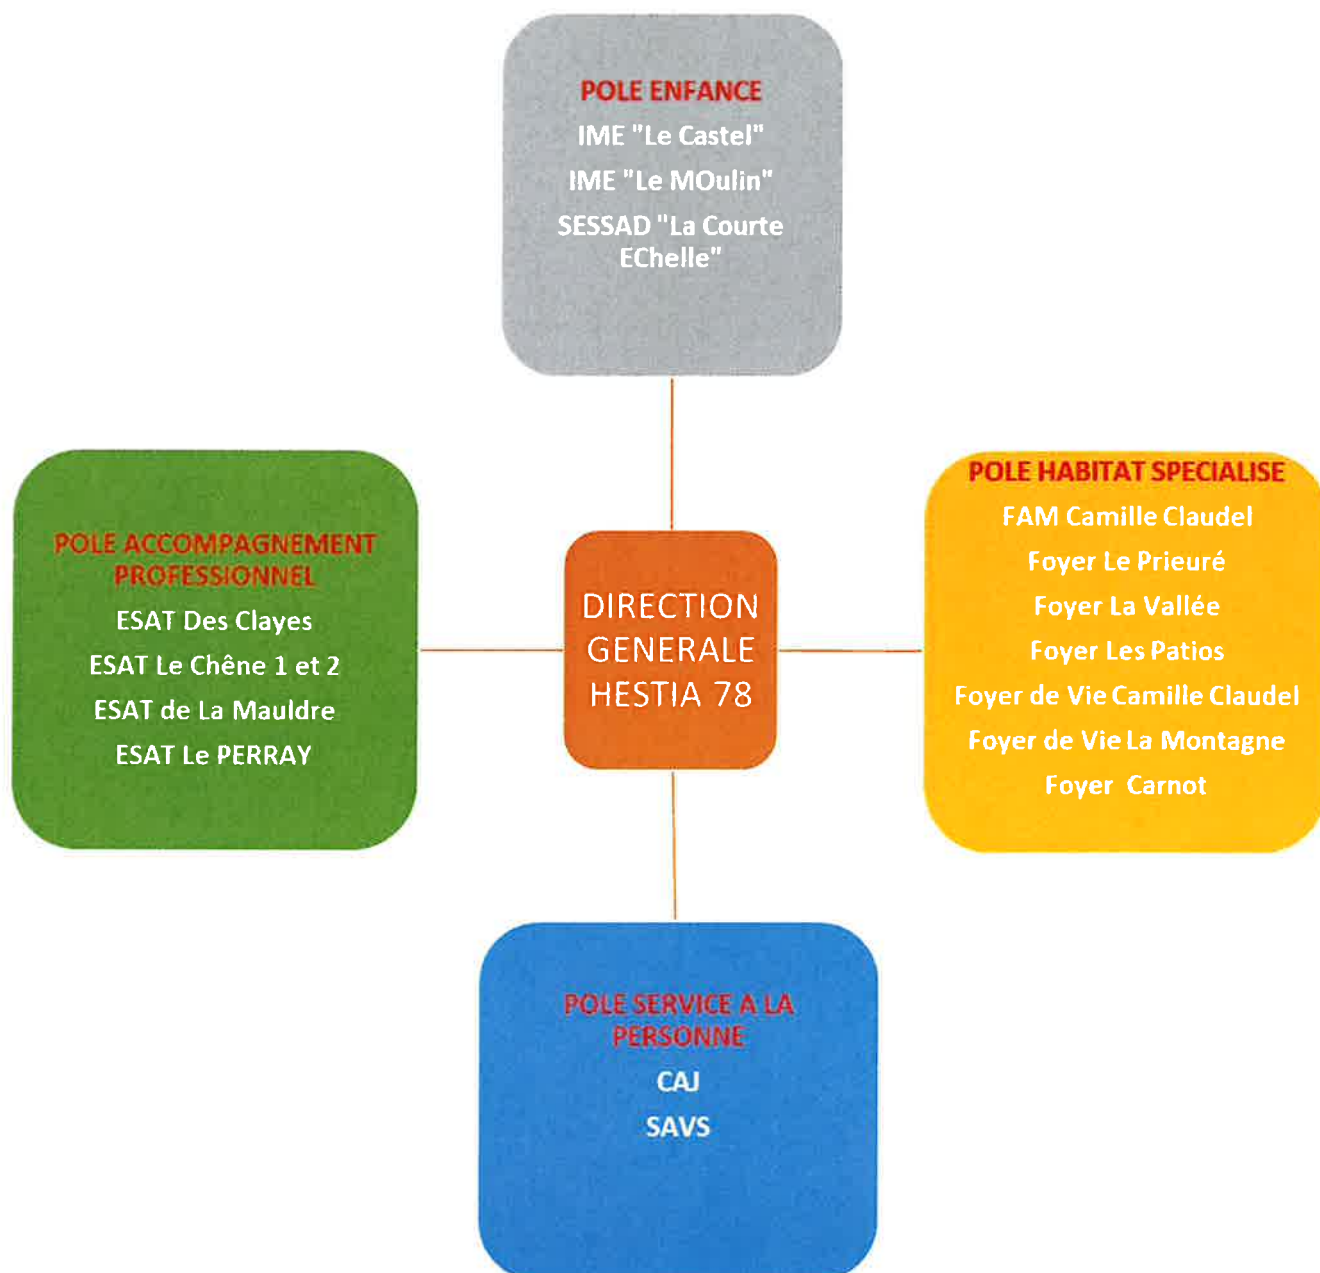 POLE ENFANCE
IME "Le Castel"
IME "Le MOulin"
SESSAD "La Courte
EChelle"
POLE ACCOMPAGNEMENT
PROFESSIONNEL
ESAT Des Clayes
ESAT Le Chêne 1 et 2
ESAT de La Mauldre
ESAT Le PERRAY
DIRECTION
GENERALE
HESTIA 78
POLE HABITAT SPECIALISE
FAM Camille Claudel
Foyer Le Prieuré
Foyer La Vallée
Foyer Les Patios
Foyer de Vie Camille Claudel
Foyer de Vie La Montagne
Foyer Carnot
POLE SERVICE A LA
PERSONNE
CAJ
SAVS